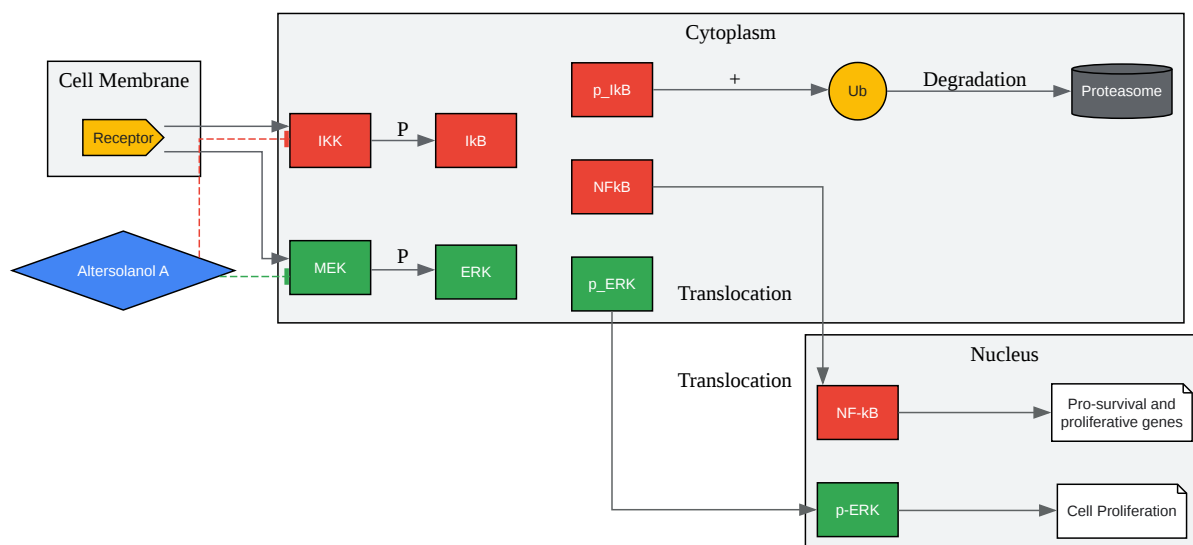 Cytoplasm
Cell Membrane
p_IkB
+
Ub
Degradation
Proteasome
Receptor
IKK
P
IkB
NFkB
Altersolanol A
MEK
P
ERK
p_ERK
Translocation
Nucleus
Translocation
NF-kB
Pro-survival and
proliferative genes
p-ERK
Cell Proliferation